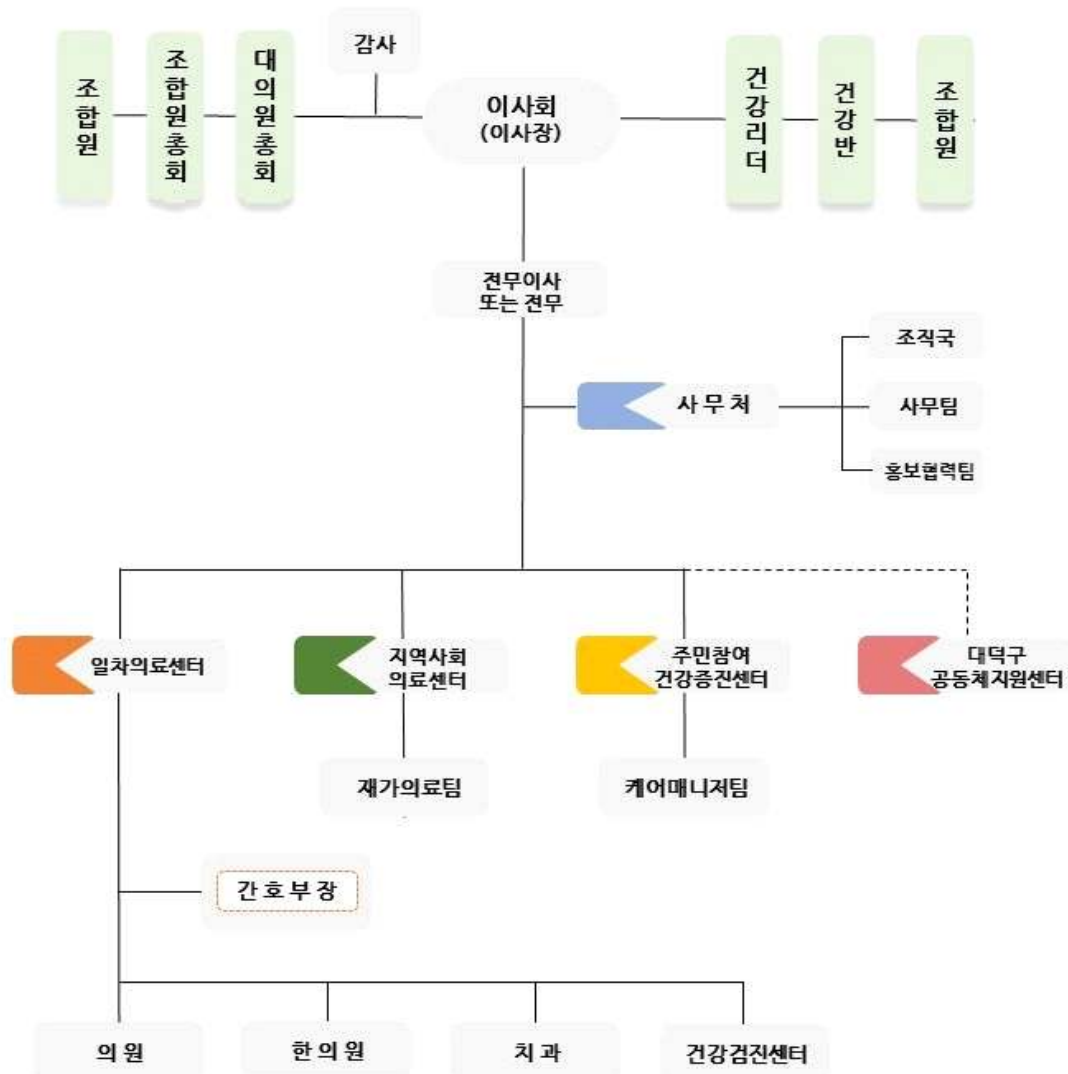 조합원
조합원총회
대의원총회
감사
이사회
(이사장)
건강리더
건강반
조합원
전무이사
또는 전무
사무처
조직국
사무팀
홍보협력팀
일차의료센터
지역사회
의료센터
주민참여
건강증진센터
대덕구
공동체지원센터
재가의료팀
케어매니저팀
간호부장
의원
한의원
치과
건강검진센터